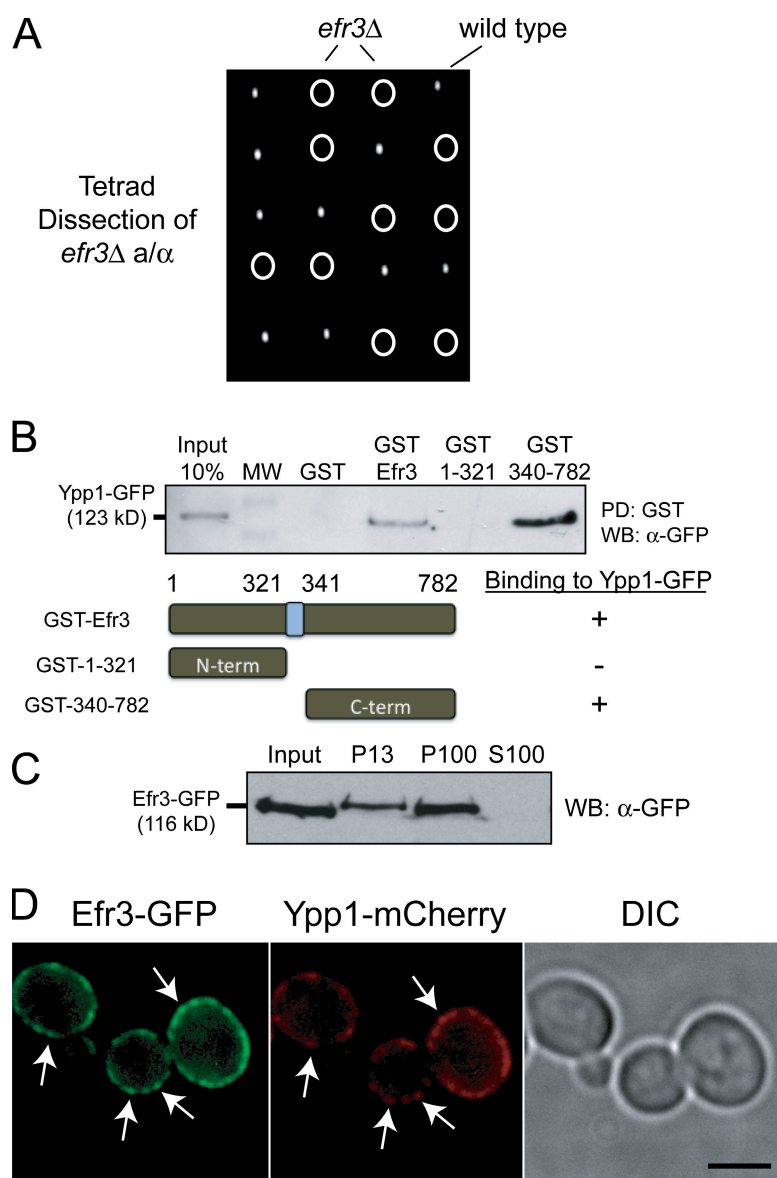 A
efr3Δ
wild type
Tetrad
Dissection of
efr3Δ a/α
B
Input
10%
MW
GST
GST
Efr3
GST
1-321
GST
340-782
Ypp1-GFP
(123 kD)
PD: GST
WB: α-GFP
1
321
341
782
Binding to Ypp1-GFP
GST-Efr3
+
GST-1-321
N-term
-
GST-340-782
C-term
+
C
Input
P13
P100
S100
Efr3-GFP
(116 kD)
WB: α-GFP
D
Efr3-GFP
Ypp1-mCherry
DIC